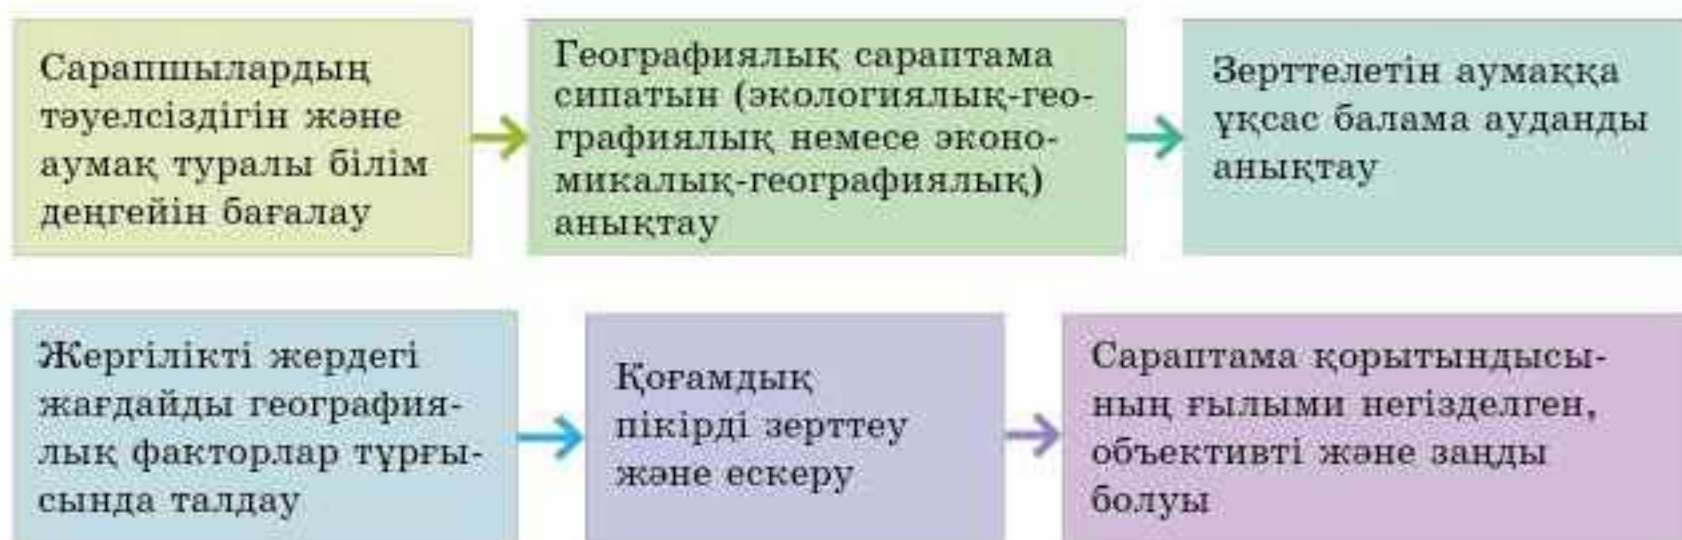 Сарапшылардың
тәуелсіздігін және
аумақ туралы білім
деңгейін бағалау
Географиялық сараптама
сипатын (экологиялық-гео-
графиялық немесе эконо-
микалық-географиялық)
анықтау
Зерттелетін аумаққа
ұқсас балама ауданды
анықтау
Жергілікті жердегі
жағдайды география-
лық факторлар тұрғы-
сында талдау
Қоғамдық
пікірді зерттеу
және ескеру
Сараптама қорытындысы-
ның ғылыми негізделген,
объективті және заңды
болуы